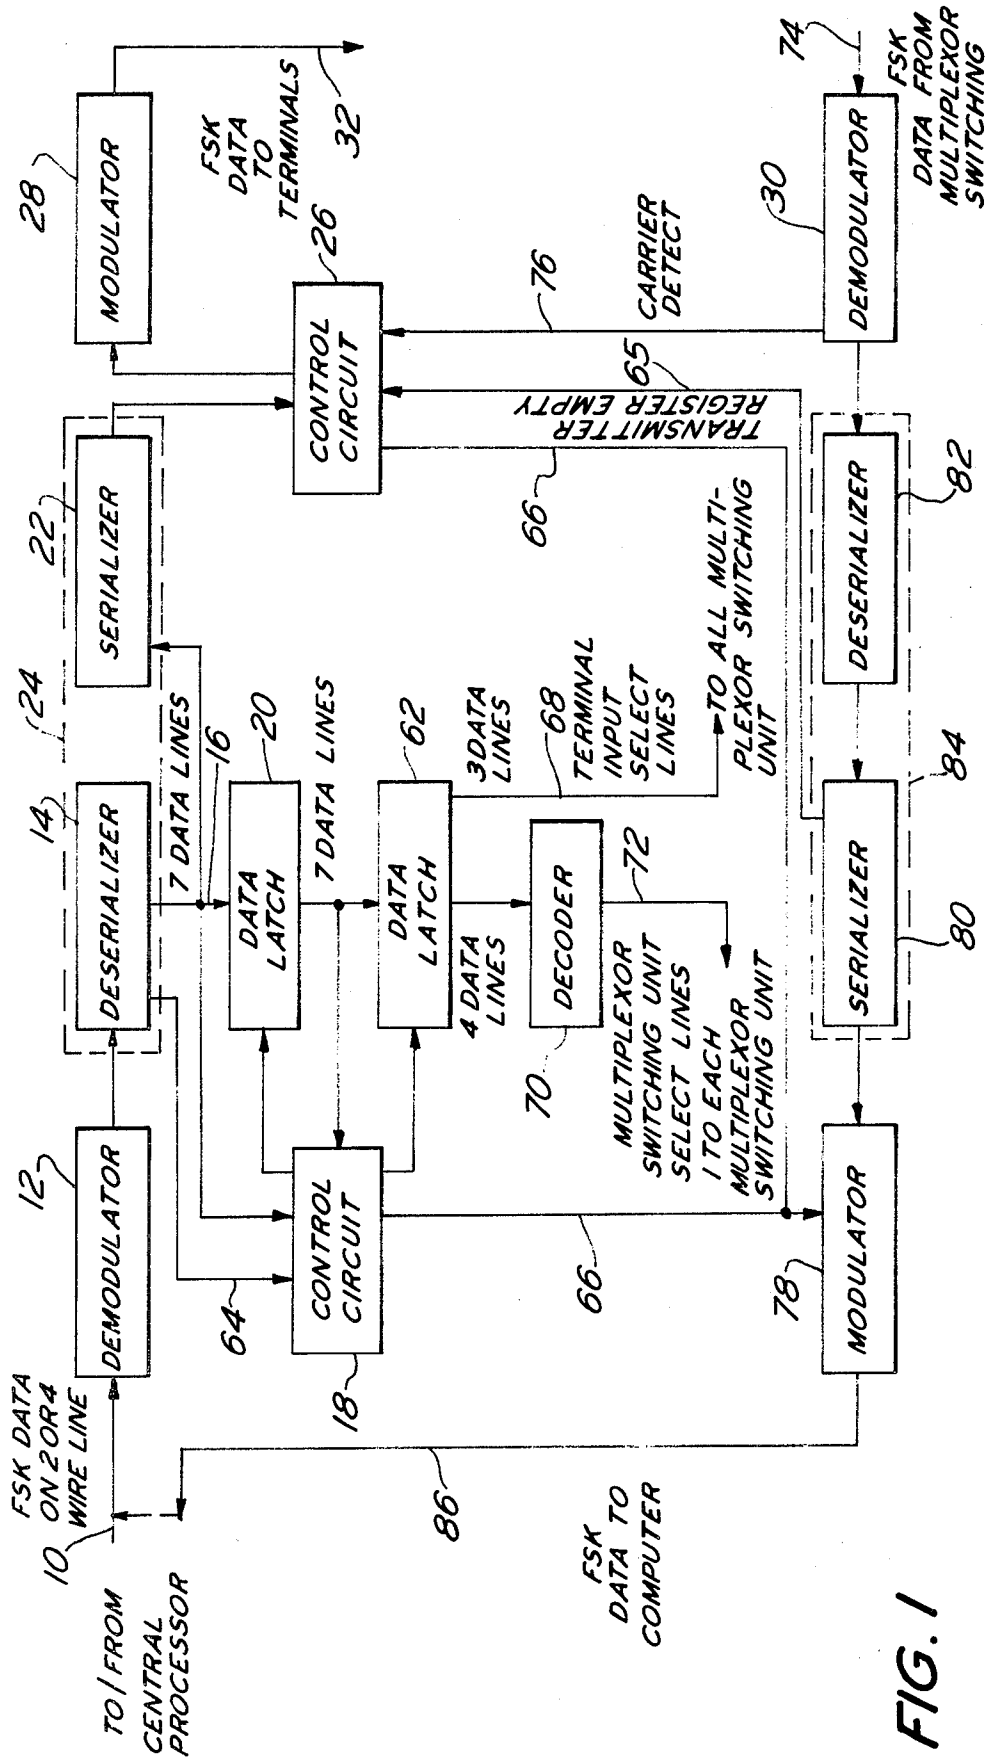 TO / FROM
CENTRAL
PROCESSOR
10
FSK DATA
ON 2 OR 4
WIRE LINE
12
DEMODULATOR
14
DESERIALIZER
24
22
SERIALIZER
28
MODULATOR
FSK
DATA
TO
TERMINALS
32
64
7 DATA LINES
16
20
DATA
LATCH
7 DATA LINES
18
CONTROL
CIRCUIT
62
DATA
LATCH
26
CONTROL
CIRCUIT
4 DATA
LINES
3 DATA
LINES
68
TERMINAL
INPUT
SELECT
LINES
TO ALL MULTI-
PLEXOR SWITCHING
UNIT
70
DECODER
72
MULTIPLEXOR
SWITCHING UNIT
SELECT LINES
1 TO EACH
MULTIPLEXOR
SWITCHING UNIT
66
66
TRANSMITTER
REGISTER EMPTY
65
76
CARRIER
DETECT
86
FSK
DATA TO
COMPUTER
78
MODULATOR
80
SERIALIZER
84
82
DESERIALIZER
30
DEMODULATOR
74
FSK
DATA FROM
MULTIPLEXOR
SWITCHING
FIG. 1